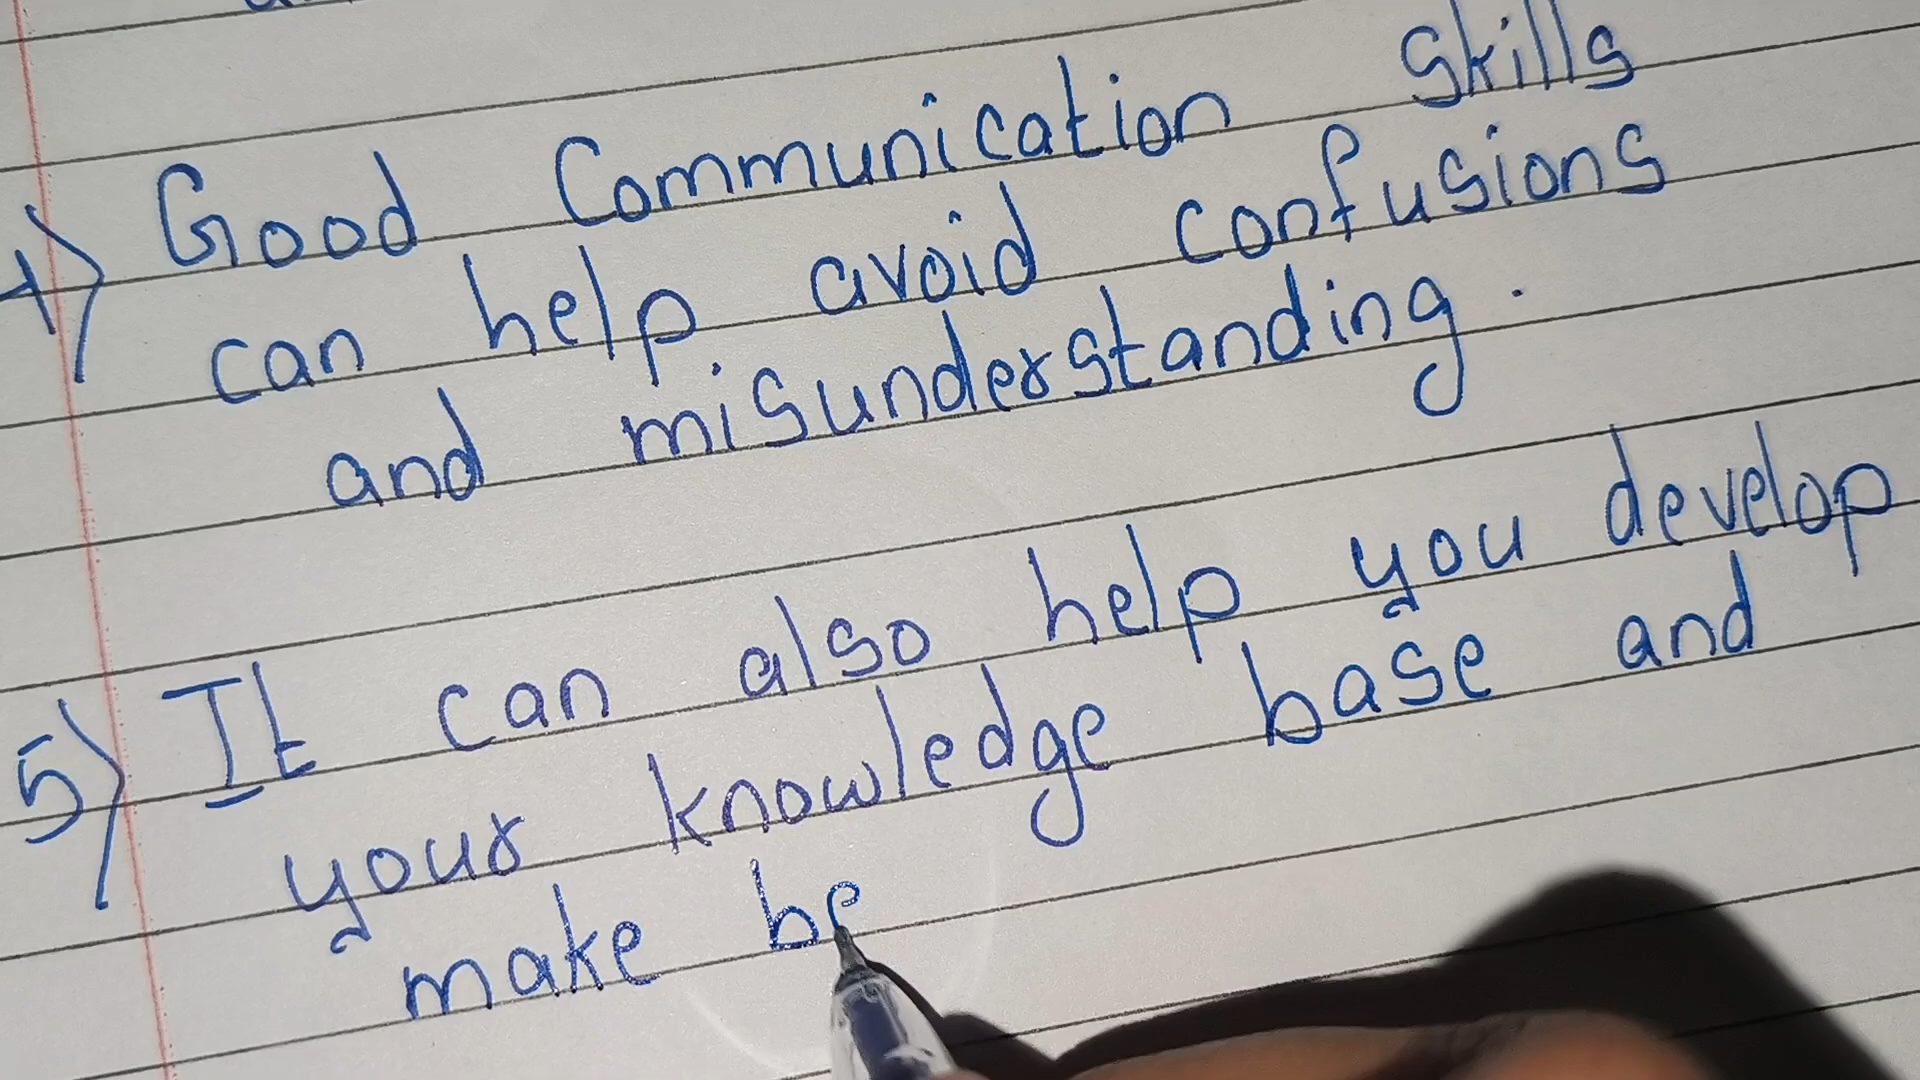 4) Good Communication skills
can help avoid confusions
and misunderstanding.
5) It can also help you develop
your knowledge base and
make be